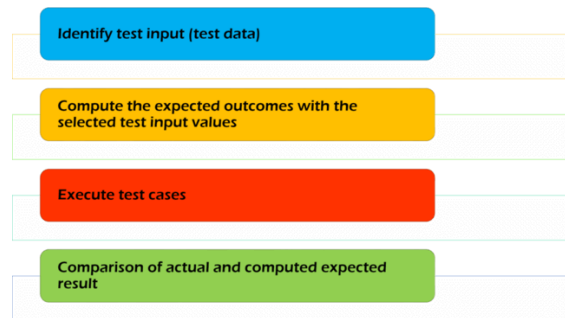 Identify test input (test data)
Compute the expected outcomes with the
selected test input values
Execute test cases
Comparison of actual and computed expected
result